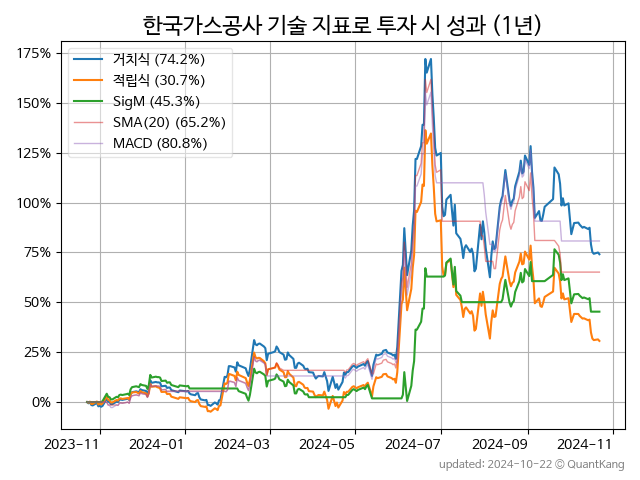 한국가스공사 기술 지표로 투자 시 성과 (1년)
175%
150%
125%
100%
75%
50%
25%
0%
거치식 (74.2%)
적립식 (30.7%)
SigM (45.3%)
SMA(20) (65.2%)
MACD (80.8%)
2023-11
2024-01
2024-03
2024-05
2024-07
2024-09
2024-11
updated: 2024-10-22 © QuantKang